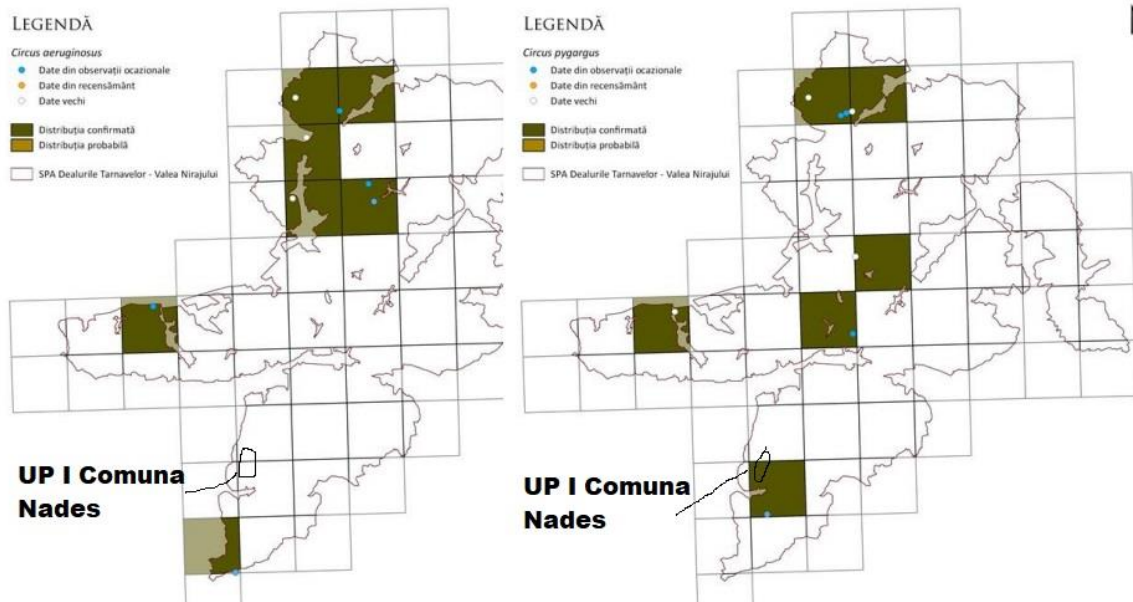 LEGENDĂ
Circus aeruginosus
Date din observații ocazionale
Date din recensământ
Date vechi
Distribuția confirmată
Distribuția probabilă
SPA Dealurile Tarnavelor - Valea Nirajului
UP I Comuna
Nades
LEGENDĂ
Circus pygargus
Date din observații ocazionale
Date din recensământ
Date vechi
Distribuția confirmată
Distribuția probabilă
SPA Dealurile Tarnavelor - Valea Nirajului
UP I Comuna
Nades